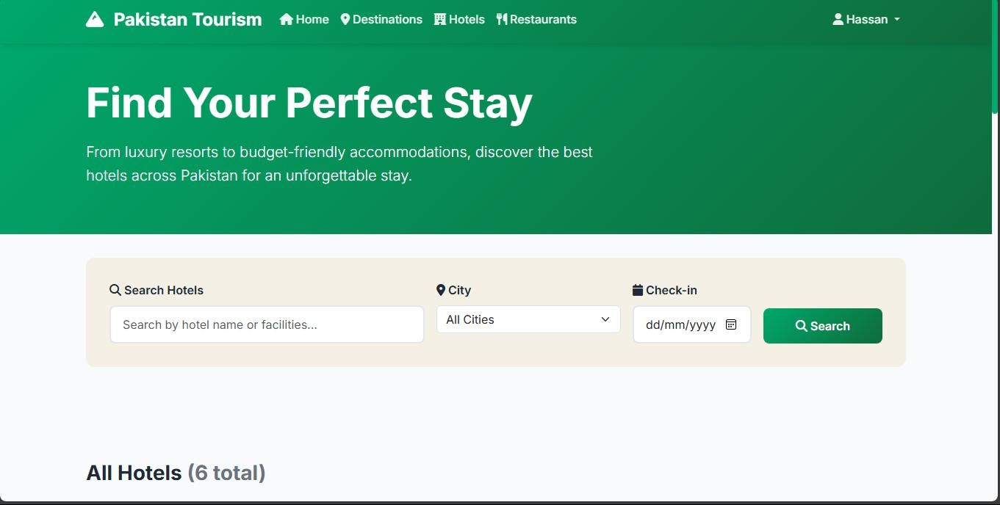 Pakistan Tourism Home Destinations Hotels Restaurants Hassan
Find Your Perfect Stay
From luxury resorts to budget-friendly accommodations, discover the best
hotels across Pakistan for an unforgettable stay.
Search Hotels City Check-in
Search by hotel name or facilities... All Cities dd/mm/yyyy Search
All Hotels (6 total)